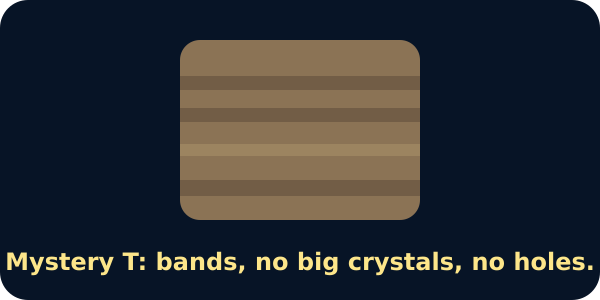 Mystery T: bands, no big crystals, no holes.